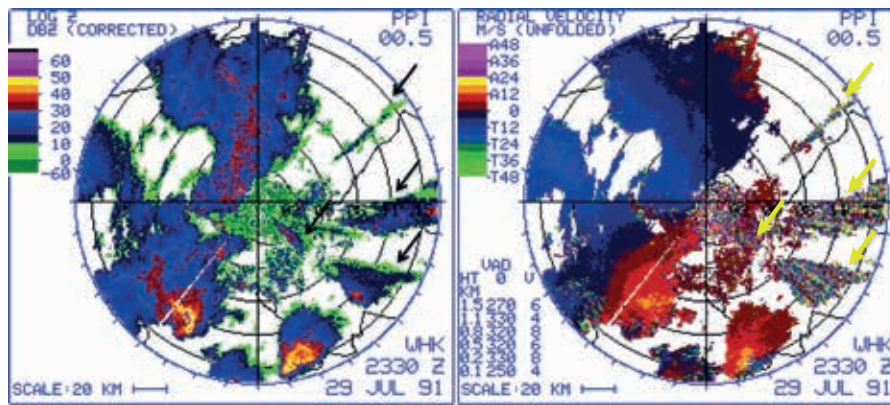 LOG Z
DBZ (CORRECTED)
PPI
00.5
60
50
40
30
20
10
0
-60
WHK
2330 Z
SCALE:20 KM
29 JUL 91
RADIAL VELOCITY
M/S (UNFOLDED)
PPI
00.5
A48
A36
A24
A12
0
T12
T24
T36
T48
VAD
HT 0 V
KM
1.5 270 6
1.1 330 4
0.8 320 8
0.5 320 6
0.2 330 8
0.1 250 4
WHK
2330 Z
SCALE:20 KM
29 JUL 91